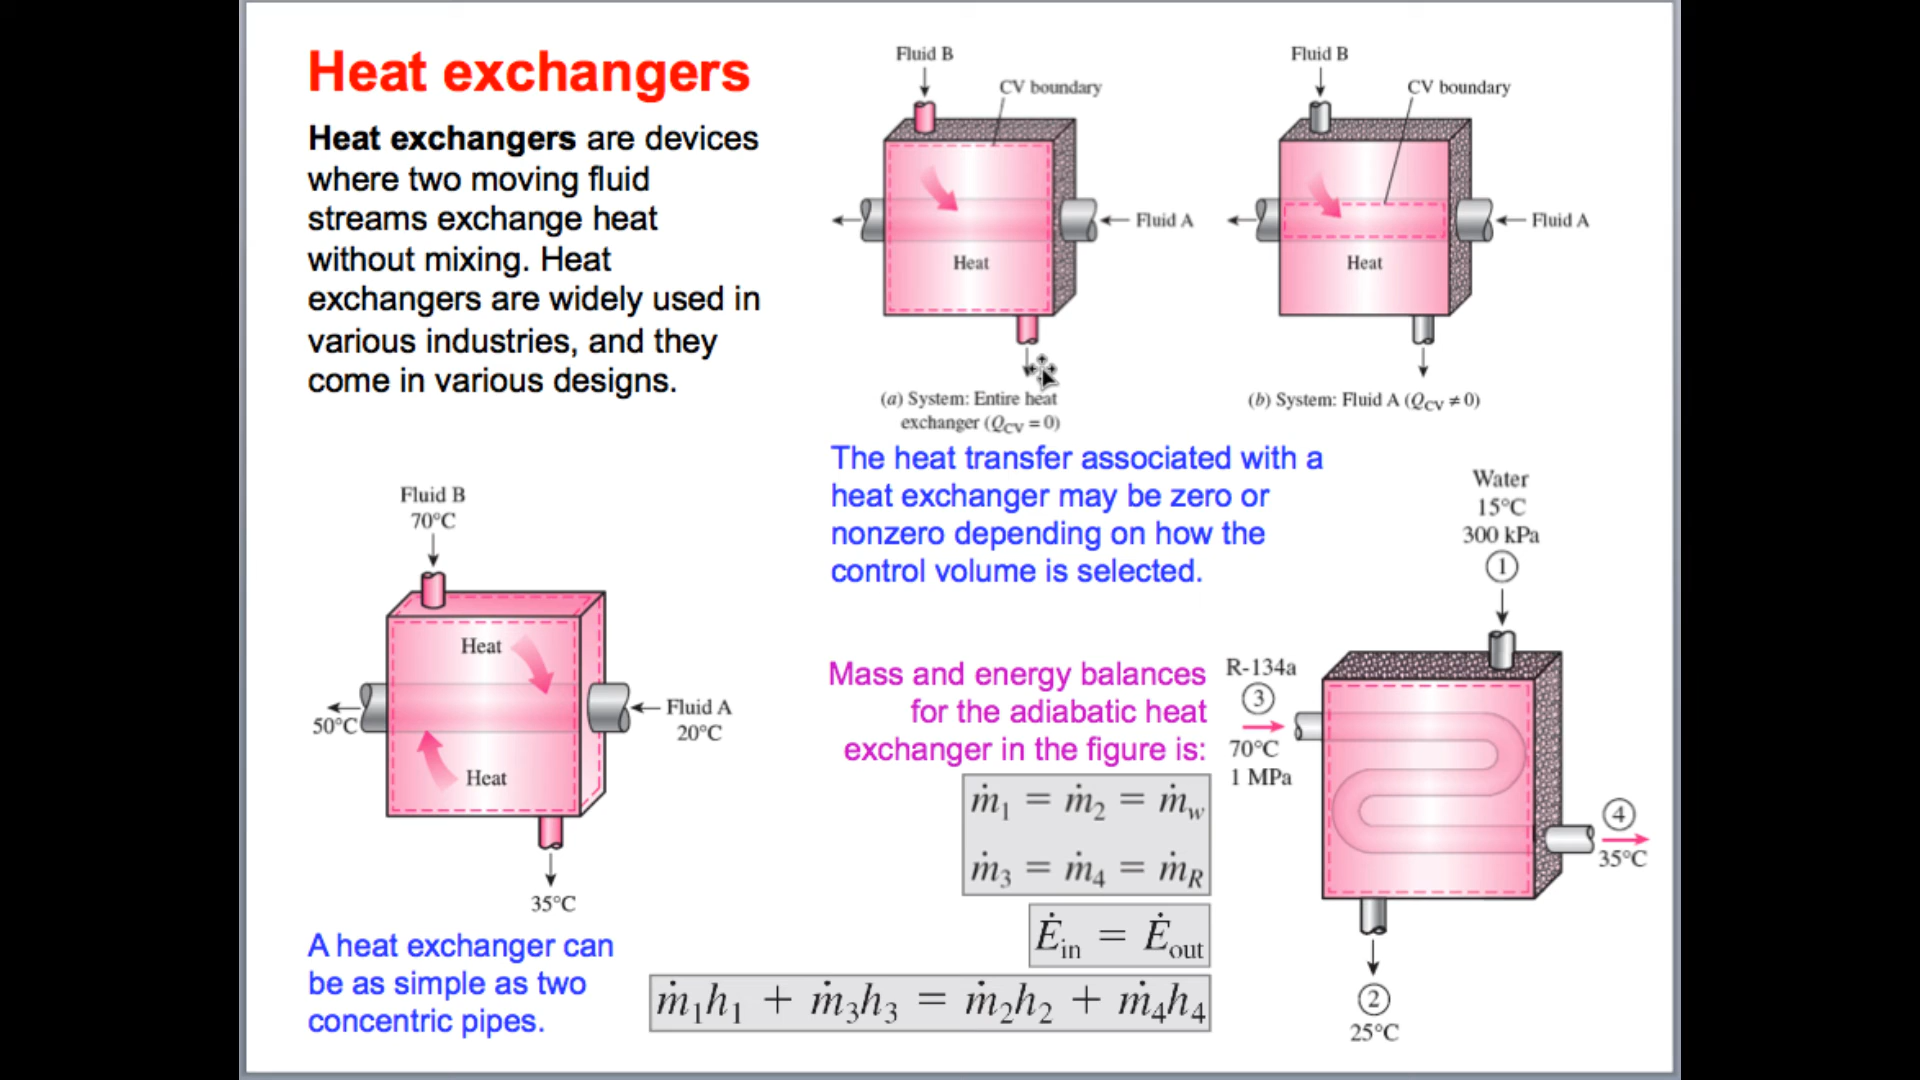 Heat exchangers
Heat exchangers are devices
where two moving fluid
streams exchange heat
without mixing. Heat
exchangers are widely used in
various industries, and they
come in various designs.
Fluid B
CV boundary
Fluid A
Heat
(a) System: Entire heat
exchanger (Q_CV = 0)
Fluid B
CV boundary
Fluid A
Heat
(b) System: Fluid A (Q_CV ≠ 0)
The heat transfer associated with a
heat exchanger may be zero or
nonzero depending on how the
control volume is selected.
Fluid B
70°C
Heat
50°C
Fluid A
20°C
Heat
35°C
A heat exchanger can
be as simple as two
concentric pipes.
Mass and energy balances
for the adiabatic heat
exchanger in the figure is:
ṁ₁ = ṁ₂ = ṁ_w
ṁ₃ = ṁ₄ = ṁ_R
Ė_in = Ė_out
ṁ₁h₁ + ṁ₃h₃ = ṁ₂h₂ + ṁ₄h₄
Water
15°C
300 kPa
1
R-134a
3
70°C
1 MPa
4
35°C
2
25°C